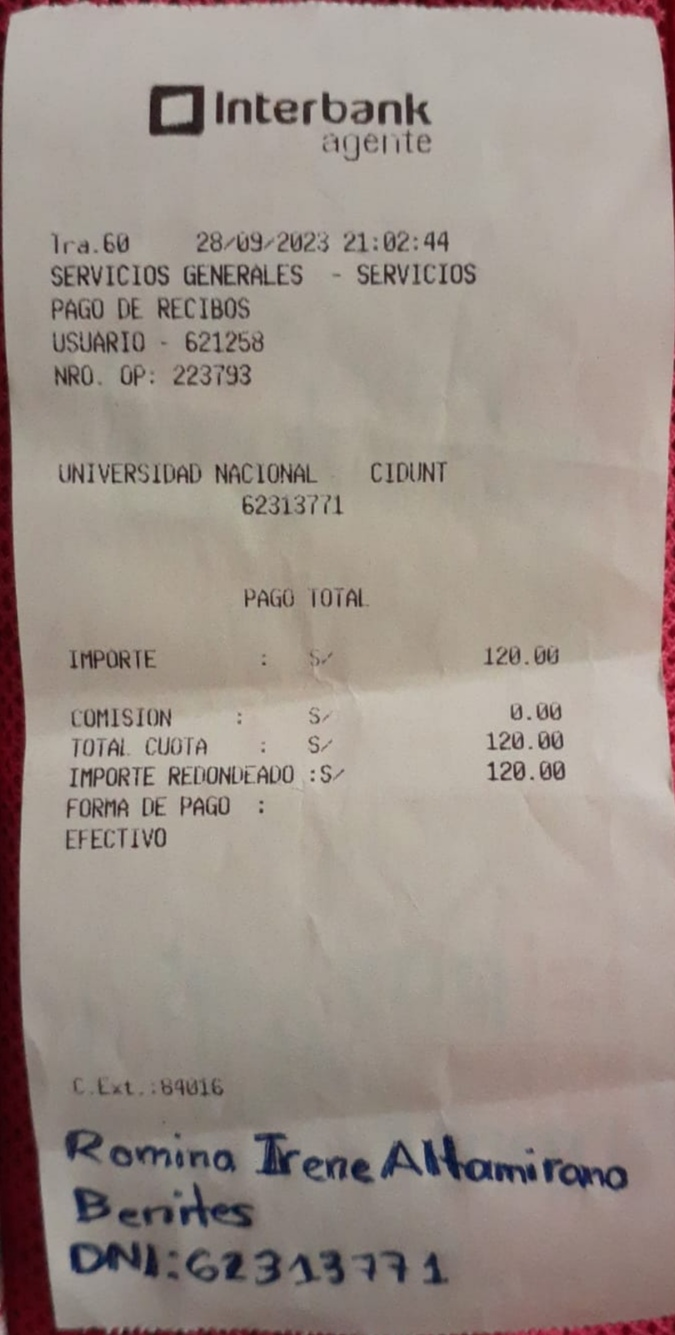 Interbank
agente
Tra.60 28/09/2023 21:02:44
SERVICIOS GENERALES - SERVICIOS
PAGO DE RECIBOS
USUARIO - 621258
NRO. OP: 223793
UNIVERSIDAD NACIONAL CIDUNT
62313771
PAGO TOTAL
IMPORTE : S/ 120.00
COMISION : S/ 0.00
TOTAL CUOTA : S/ 120.00
IMPORTE REDONDEADO :S/ 120.00
FORMA DE PAGO :
EFECTIVO
C.Ext.:84016
Romina Irene Altamirano
Benites
DNI:62313771